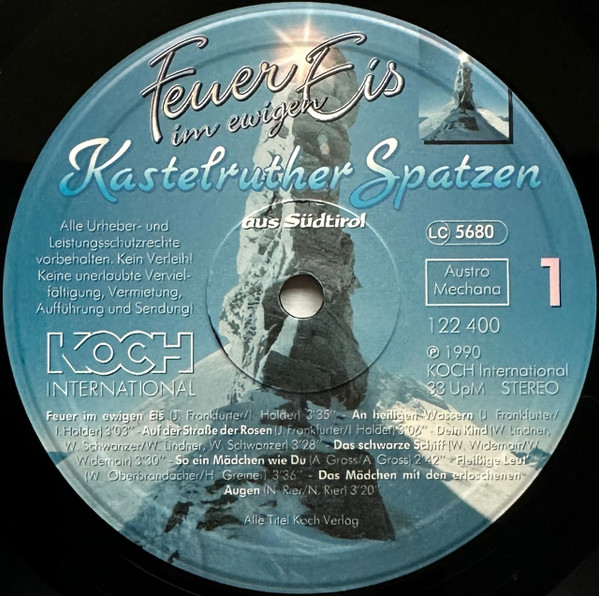 Feuer im ewigen Eis
Kastelruther Spatzen
aus Südtirol
Alle Urheber- und
Leistungsschutzrechte
vorbehalten. Kein Verleih!
Keine unerlaubte Verviel-
fältigung, Vermietung,
Aufführung und Sendung!
LC 5680
Austro
Mechana
1
122 400
KOCH
INTERNATIONAL
℗ 1990
KOCH International
33 UpM STEREO
Feuer im ewigen Eis (J. Frankfurter/I. Holder) 3'35" - An heiligen Wassern (J. Frankfurter/
I. Holder) 3'03" - Auf der Straße der Rosen (J. Frankfurter/I. Holder) 3'06" - Dein Kind (W. Lindner,
W. Schwanzer/W. Lindner, W. Schwanzer) 3'28" - Das schwarze Schiff (W. Widemair/W.
Widemair) 3'30" - So ein Mädchen wie Du (A. Gross/A. Gross) 2'42" - Fleißige Leut'
(W. Oberbrandacher/H. Greiner) 3'36" - Das Mädchen mit den erloschenen
Augen (N. Rier/N. Rier) 3'20"
Alle Titel Koch Verlag